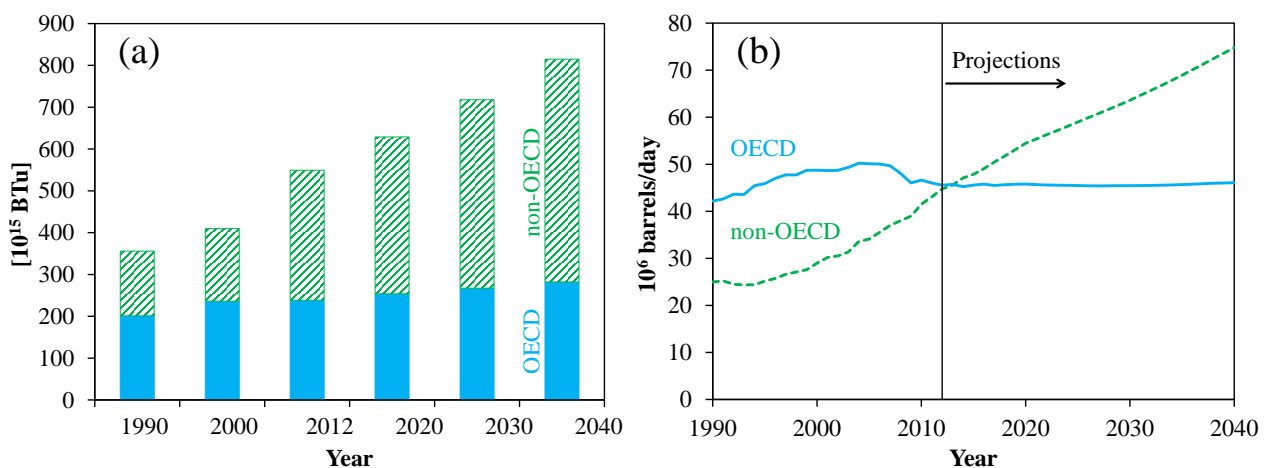 (a)
900
800
700
600
500
400
300
200
100
0
[10¹⁵ BTu]
non-OECD
OECD
1990 2000 2012 2020 2030 2040
Year
(b)
80
70
60
50
40
30
20
10
0
10⁶ barrels/day
Projections
OECD
non-OECD
1990 2000 2010 2020 2030 2040
Year